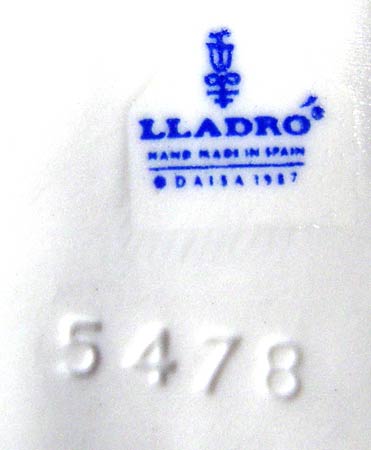 LLADRÓ®
HAND MADE IN SPAIN
© DAISA 1987
5478